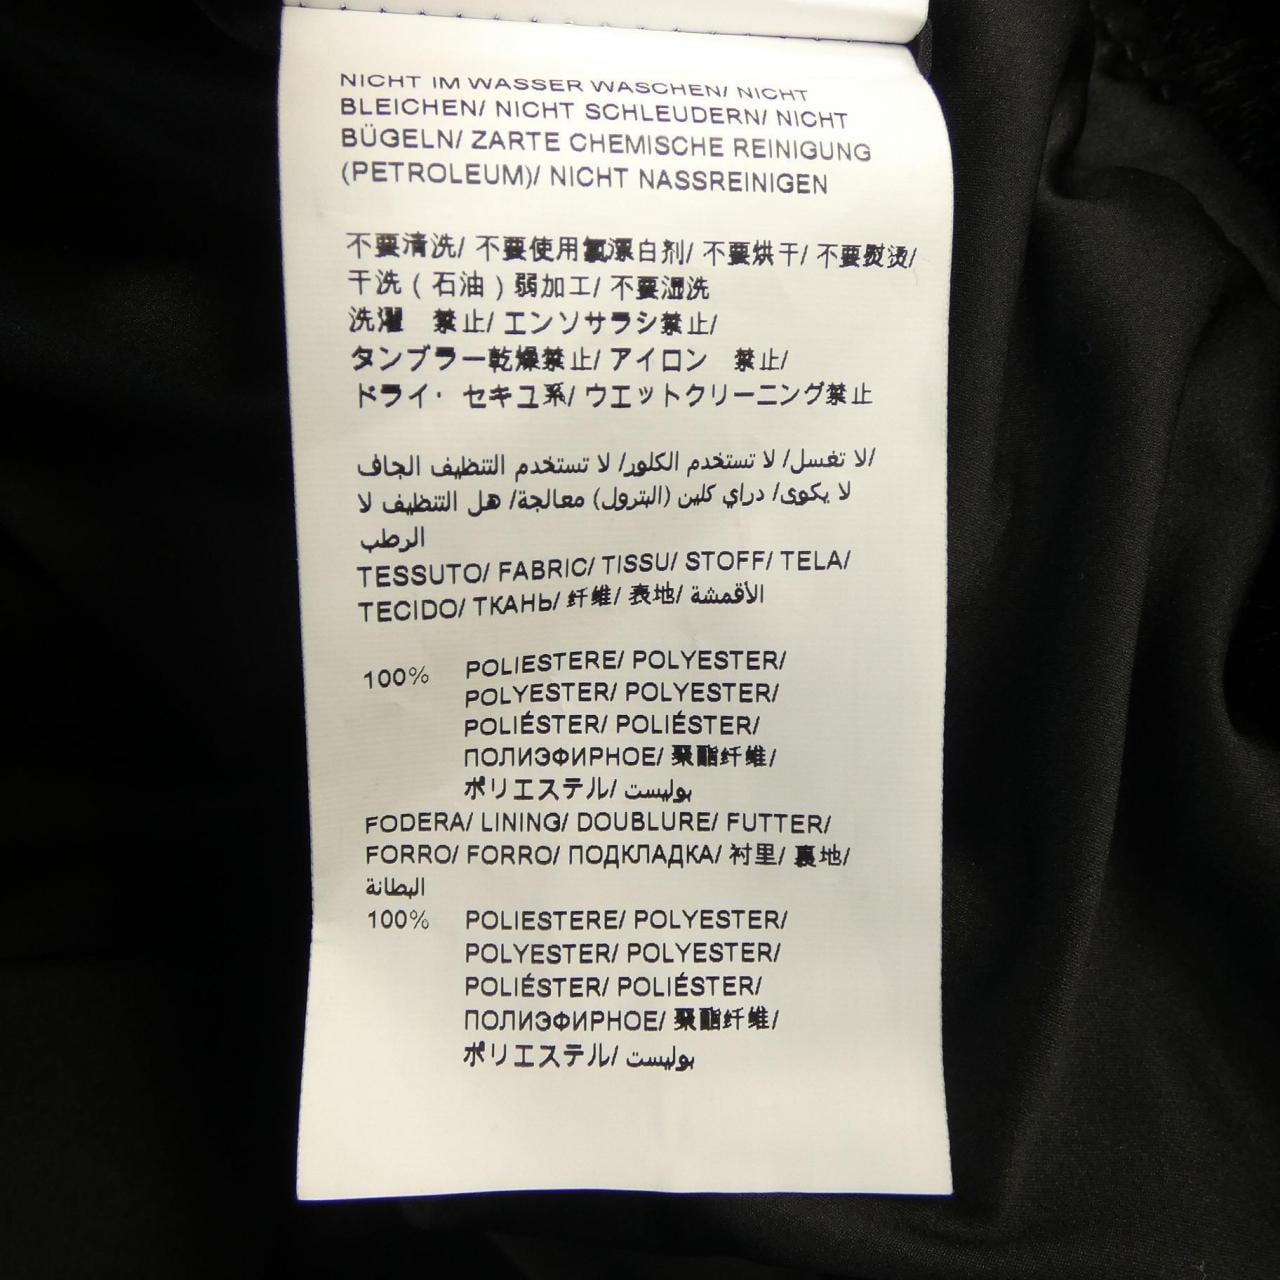 NICHT IM WASSER WASCHEN/ NICHT
BLEICHEN/ NICHT SCHLEUDERN/ NICHT
BÜGELN/ ZARTE CHEMISCHE REINIGUNG
(PETROLEUM)/ NICHT NASSREINIGEN
不要清洗/ 不要使用氯漂白剂/ 不要烘干/ 不要熨烫/
干洗 ( 石油 ) 弱加工/ 不要湿洗
洗濯 禁止/ エンソサラシ禁止/
タンブラー乾燥禁止/ アイロン 禁止/
ドライ・ セキユ系/ ウエットクリーニング禁止
لا تغسل/ لا تستخدم الكلور/ لا تستخدم التنظيف الجاف/
لا يكوى/ دراي كلين (البترول) معالجة/ هل التنظيف لا
الرطب
TESSUTO/ FABRIC/ TISSU/ STOFF/ TELA/
TECIDO/ ТКАНЬ/ 纤维/ 表地/ الأقمشة
100% POLIESTERE/ POLYESTER/
POLYESTER/ POLYESTER/
POLIÉSTER/ POLIÉSTER/
ПОЛИЭФИРНОЕ/ 聚酯纤维/
ポリエステル/ بوليست
FODERA/ LINING/ DOUBLURE/ FUTTER/
FORRO/ FORRO/ ПОДКЛАДКА/ 衬里/ 裏地/
البطانة
100% POLIESTERE/ POLYESTER/
POLYESTER/ POLYESTER/
POLIÉSTER/ POLIÉSTER/
ПОЛИЭФИРНОЕ/ 聚酯纤维/
ポリエステル/ بوليست